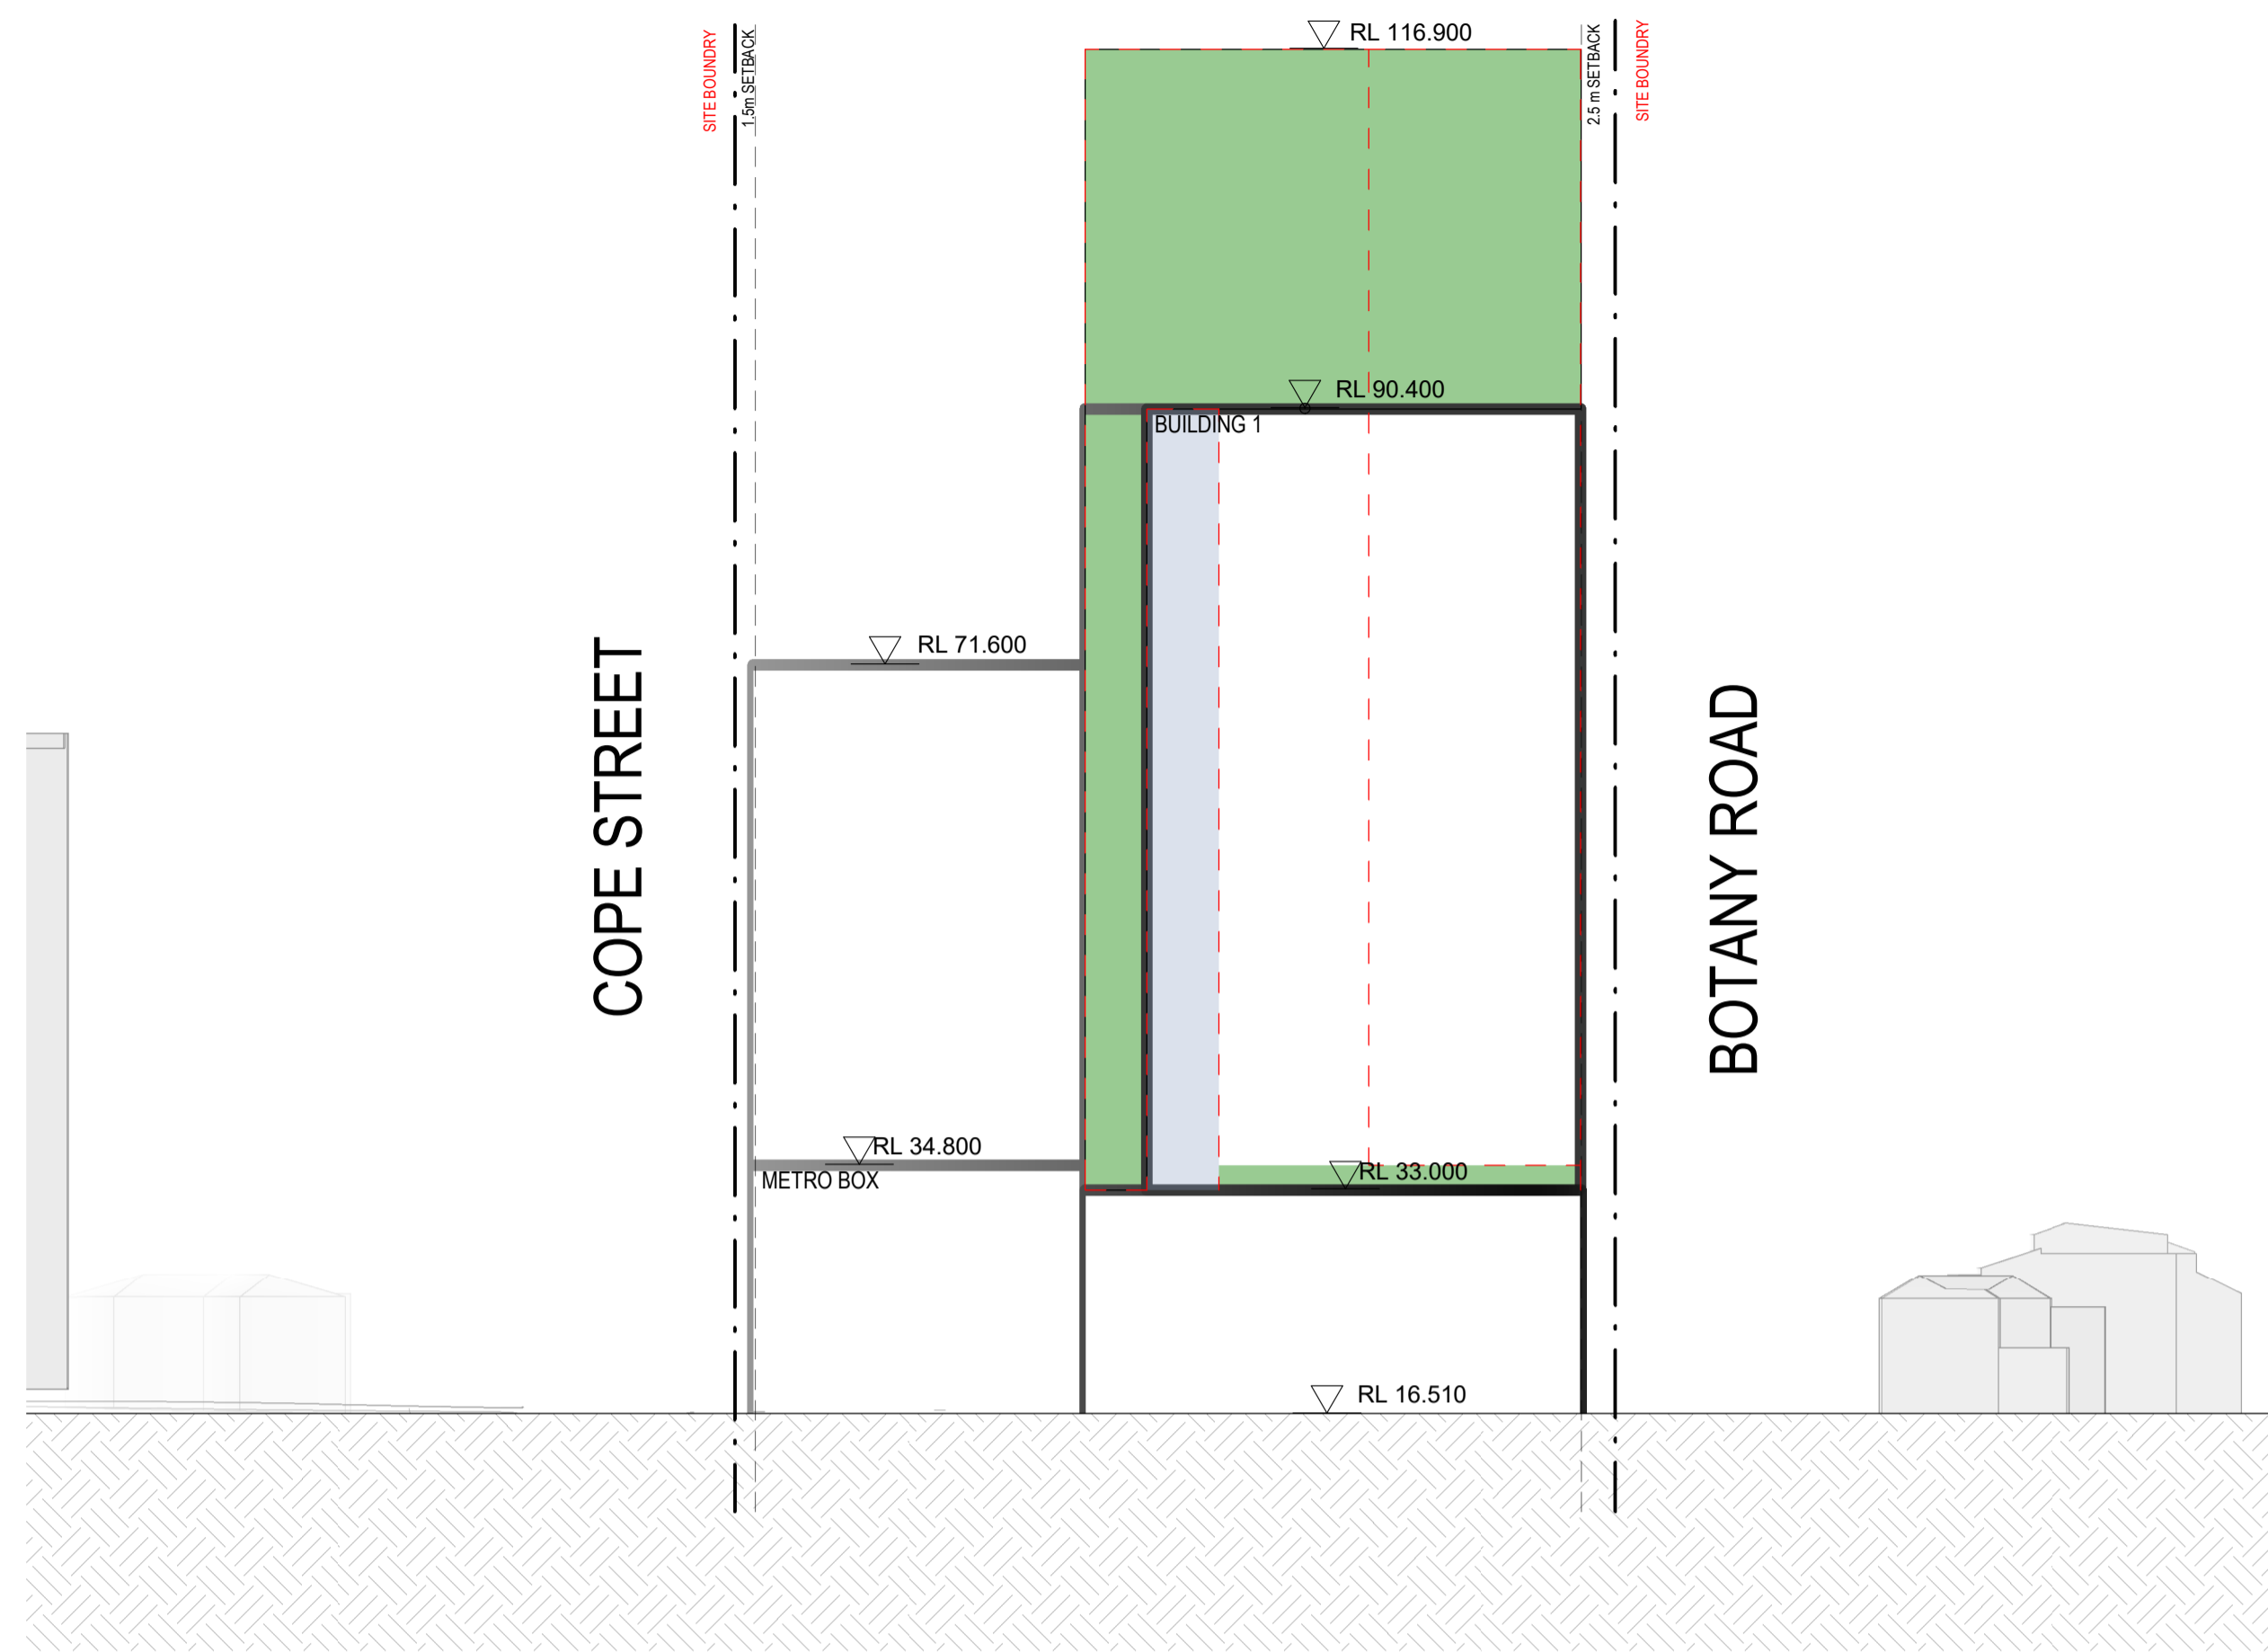 RL 116.900
SITE BOUNDRY
1.5m SETBACK
2.5 m SETBACK
SITE BOUNDRY
RL 90.400
BUILDING 1
RL 71.600
COPE STREET
BOTANY ROAD
RL 34.800
METRO BOX
RL 33.000
RL 16.510